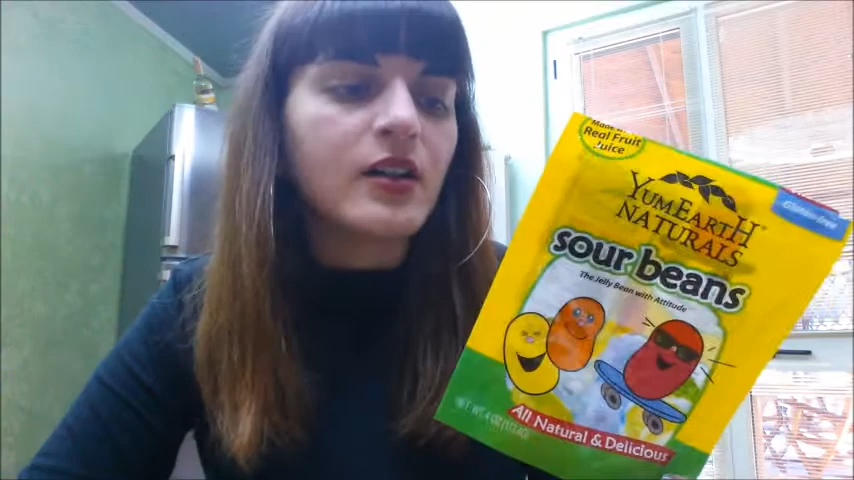 Made with
Real Fruit
Juice
YUMEARTH
NATURALS
Gluten-free
SOUR BEANS
The Jelly Bean with Attitude
All Natural & Delicious